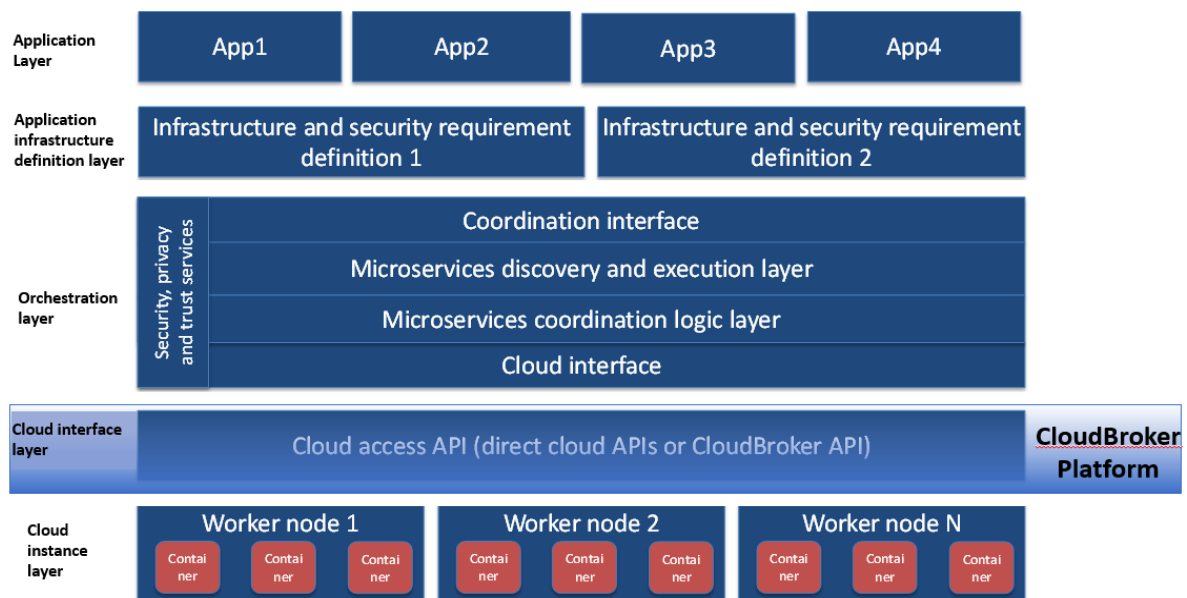 Application
Layer
App1
App2
App3
App4
Application
infrastructure
definition layer
Infrastructure and security requirement
definition 1
Infrastructure and security requirement
definition 2
Orchestration
layer
Security, privacy
and trust services
Coordination interface
Microservices discovery and execution layer
Microservices coordination logic layer
Cloud interface
Cloud interface
layer
Cloud access API (direct cloud APIs or CloudBroker API)
CloudBroker
Platform
Cloud
instance
layer
Worker node 1
Contai
ner
Contai
ner
Contai
ner
Worker node 2
Contai
ner
Contai
ner
Contai
ner
Worker node N
Contai
ner
Contai
ner
Contai
ner